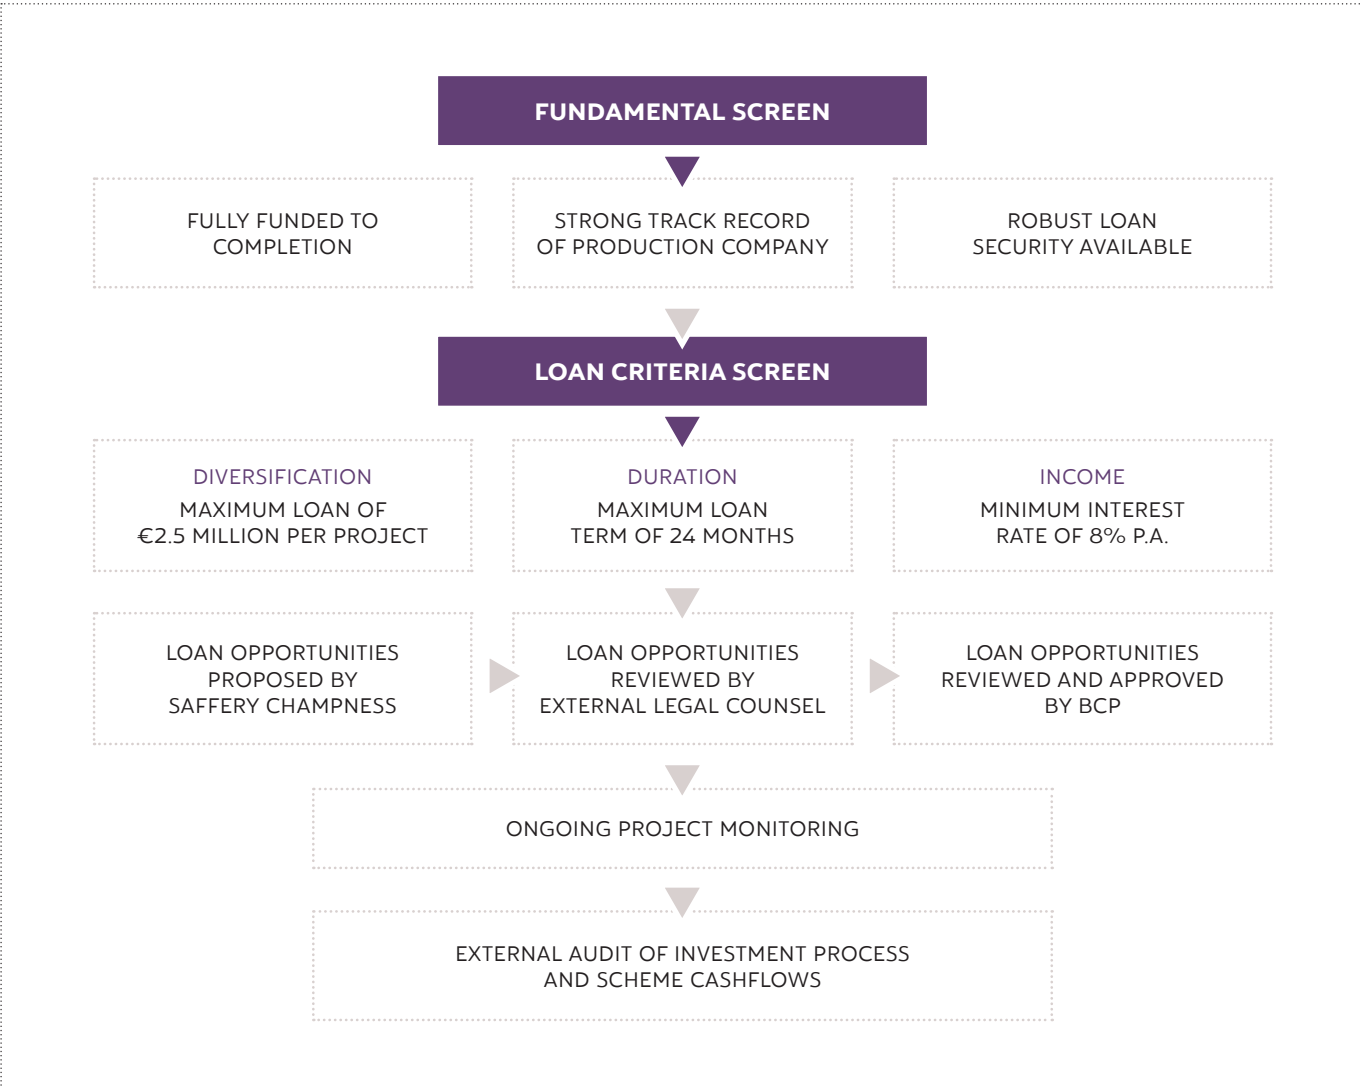 FUNDAMENTAL SCREEN
FULLY FUNDED TO
COMPLETION
STRONG TRACK RECORD
OF PRODUCTION COMPANY
ROBUST LOAN
SECURITY AVAILABLE
LOAN CRITERIA SCREEN
DIVERSIFICATION
MAXIMUM LOAN OF
€2.5 MILLION PER PROJECT
DURATION
MAXIMUM LOAN
TERM OF 24 MONTHS
INCOME
MINIMUM INTEREST
RATE OF 8% P.A.
LOAN OPPORTUNITIES
PROPOSED BY
SAFFERY CHAMPNESS
LOAN OPPORTUNITIES
REVIEWED BY
EXTERNAL LEGAL COUNSEL
LOAN OPPORTUNITIES
REVIEWED AND APPROVED
BY BCP
ONGOING PROJECT MONITORING
EXTERNAL AUDIT OF INVESTMENT PROCESS
AND SCHEME CASHFLOWS